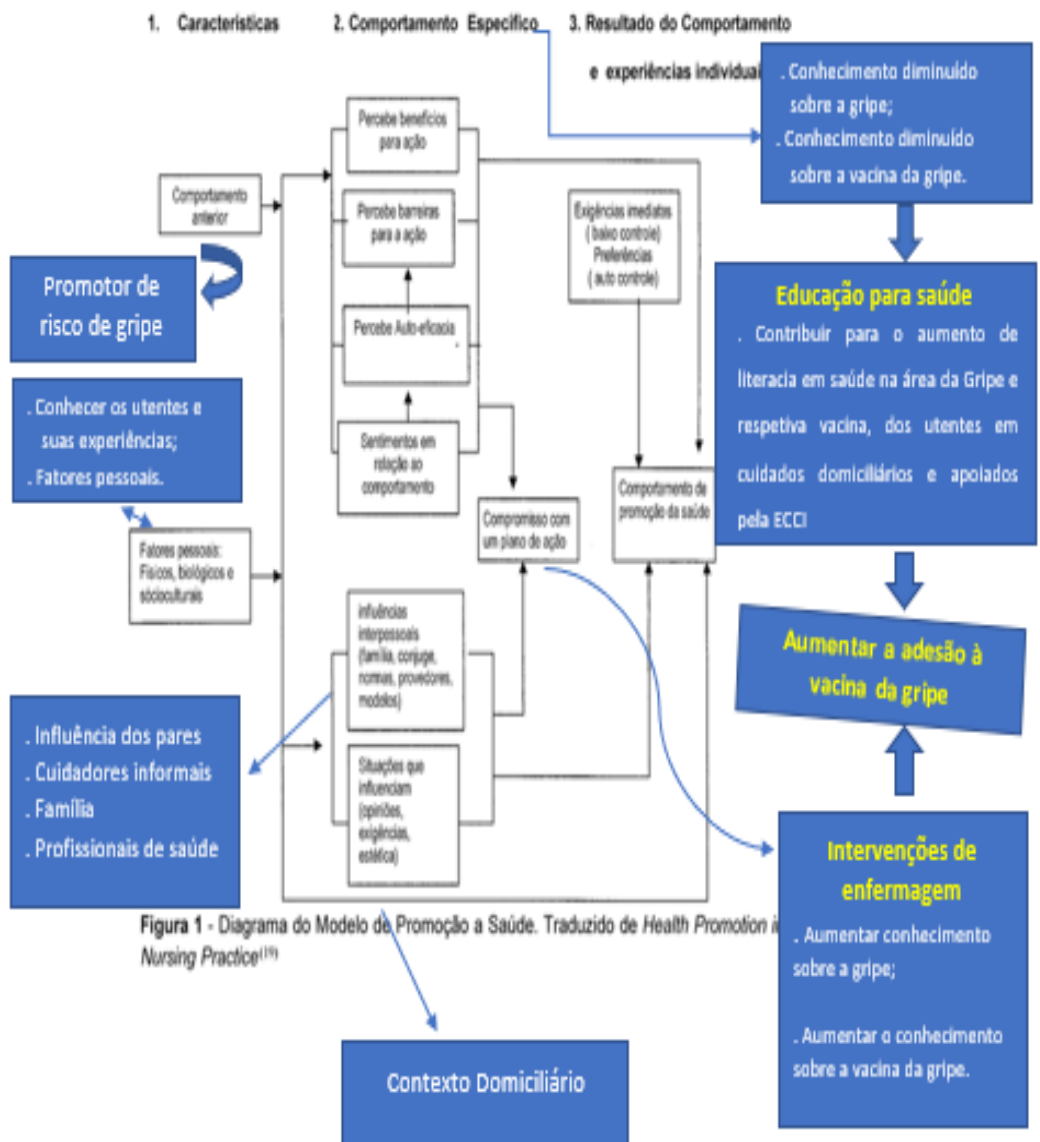 1. Características
2. Comportamento Específico
3. Resultado do Comportamento
e experiências individuai
. Conhecimento diminuído
sobre a gripe;
. Conhecimento diminuído
sobre a vacina da gripe.
Percebe benefícios
para ação
Comportamento
anterior
Percebe barreiras
para a ação
Exigências imediatas
( baixo controle)
Preferências
( auto controle)
Promotor de
risco de gripe
Percebe Auto-eficacia
Educação para saúde
. Contribuir para o aumento de
literacia em saúde na área da Gripe e
respetiva vacina, dos utentes em
cuidados domiciliários e apoiados
pela ECCI
. Conhecer os utentes e
suas experiências;
. Fatores pessoais.
Sentimentos em
relação ao
comportamento
Compromisso com
um plano de ação
Comportamento de
promoção da saúde
Fatores pessoais:
Físicos, biológicos e
sócioculturais
influências
interpessoais
(família, conjuge,
normas, provedores,
modelos)
Aumentar a adesão à
vacina da gripe
. Influência dos pares
. Cuidadores informais
. Família
. Profissionais de saúde
Situações que
influenciam
(opiniões,
exigências,
estética)
Intervenções de
enfermagem
. Aumentar conhecimento
sobre a gripe;
. Aumentar o conhecimento
sobre a vacina da gripe.
Figura 1 - Diagrama do Modelo de Promoção a Saúde. Traduzido de Health Promotion i
Nursing Practice(19)
Contexto Domiciliário